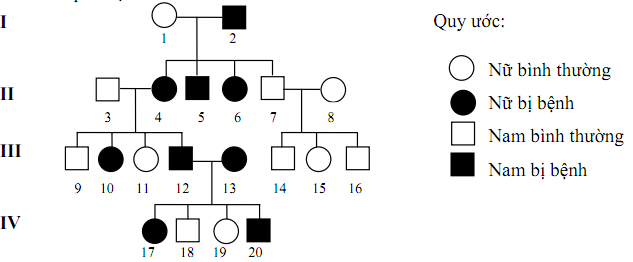 I
1 2
Quy ước:
Nữ bình thường
II
3 4 5 6 7 8
Nữ bị bệnh
Nam bình thường
III
9 10 11 12 13 14 15 16
Nam bị bệnh
IV
17 18 19 20